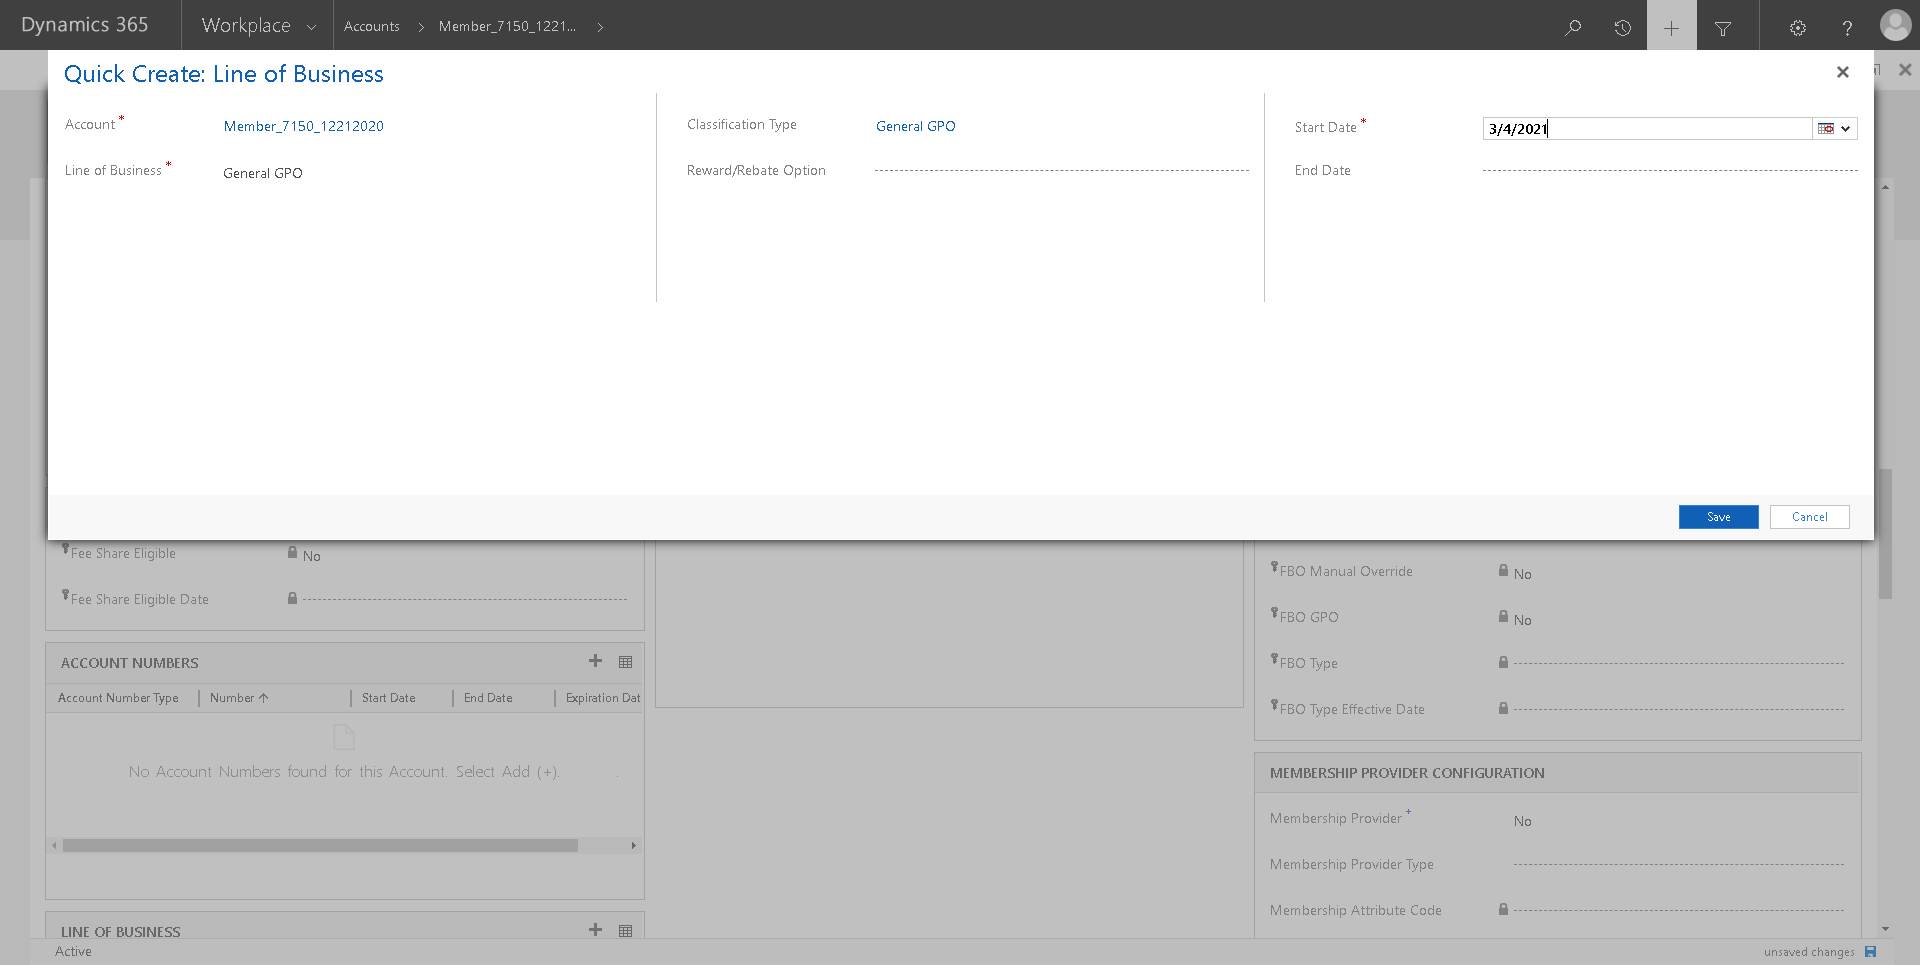 Dynamics 365 Workplace Accounts > Member_7150_1221... > ?
Quick Create: Line of Business
Account * Member_7150_12212020 Classification Type General GPO Start Date * 3/4/2021
Line of Business * General GPO Reward/Rebate Option End Date
Save Cancel
Fee Share Eligible No
FBO Manual Override No
Fee Share Eligible Date
FBO GPO No
ACCOUNT NUMBERS
FBO Type
Account Number Type Number Start Date End Date Expiration Dat
FBO Type Effective Date
No Account Numbers found for this Account. Select Add (+).
MEMBERSHIP PROVIDER CONFIGURATION
Membership Provider + No
Membership Provider Type
Membership Attribute Code
LINE OF BUSINESS
Active unsaved changes